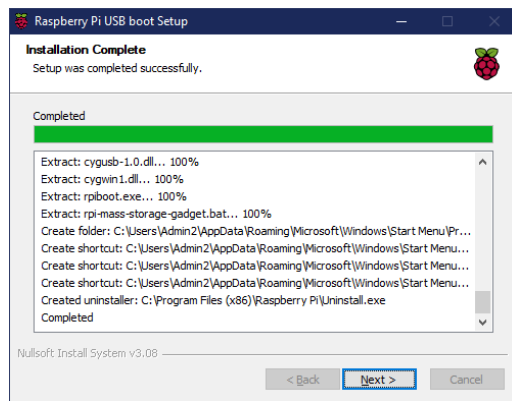 Raspberry Pi USB boot Setup
Installation Complete
Setup was completed successfully.
Completed
Extract: cygusb-1.0.dll... 100%
Extract: cygwin1.dll... 100%
Extract: rpiboot.exe... 100%
Extract: rpi-mass-storage-gadget.bat... 100%
Create folder: C:\Users\Admin2\AppData\Roaming\Microsoft\Windows\Start Menu\Pr...
Create shortcut: C:\Users\Admin2\AppData\Roaming\Microsoft\Windows\Start Menu...
Create shortcut: C:\Users\Admin2\AppData\Roaming\Microsoft\Windows\Start Menu...
Create shortcut: C:\Users\Admin2\AppData\Roaming\Microsoft\Windows\Start Menu...
Created uninstaller: C:\Program Files (x86)\Raspberry Pi\Uninstall.exe
Completed
Nullsoft Install System v3.08
< Back Next > Cancel